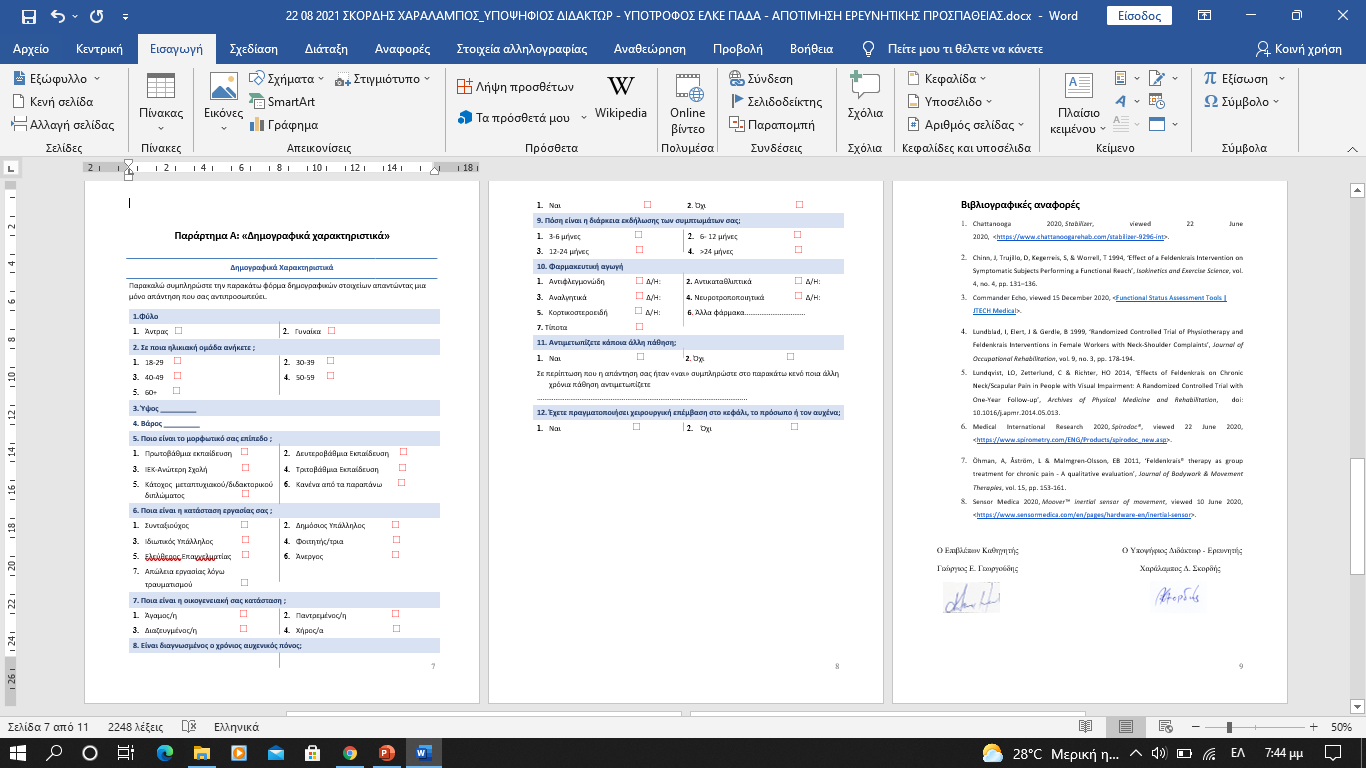 22 08 2021 ΣΚΟΡΔΗΣ ΧΑΡΑΛΑΜΠΟΣ_ΥΠΟΨΗΦΙΟΣ ΔΙΔΑΚΤΩΡ - ΥΠΟΤΡΟΦΟΣ ΕΛΚΕ ΠΑΔΑ - ΑΠΟΤΙΜΗΣΗ ΕΡΕΥΝΗΤΙΚΗΣ ΠΡΟΣΠΑΘΕΙΑΣ.docx - Word
Είσοδος
Αρχείο Κεντρική Εισαγωγή Σχεδίαση Διάταξη Αναφορές Στοιχεία αλληλογραφίας Αναθεώρηση Προβολή Βοήθεια Πείτε μου τι θέλετε να κάνετε Κοινή χρήση
Εξώφυλλο
Κενή σελίδα
Αλλαγή σελίδας
Σελίδες
Πίνακας
Πίνακες
Εικόνες
Σχήματα
SmartArt
Γράφημα
Στιγμιότυπο
Απεικονίσεις
Λήψη προσθέτων
Τα πρόσθετά μου
Wikipedia
Πρόσθετα
Online βίντεο
Πολυμέσα
Σύνδεση
Σελιδοδείκτης
Παραπομπή
Συνδέσεις
Σχόλια
Σχόλια
Κεφαλίδα
Υποσέλιδο
Αριθμός σελίδας
Κεφαλίδες και υποσέλιδα
Πλαίσιο κειμένου
Κείμενο
Εξίσωση
Σύμβολο
Σύμβολα
2 2 4 6 8 10 12 14 18
Παράρτημα Α: «Δημογραφικά χαρακτηριστικά»
Δημογραφικά Χαρακτηριστικά
Παρακαλώ συμπληρώστε την παρακάτω φόρμα δημογραφικών στοιχείων απαντώντας μια
μόνο απάντηση που σας αντιπροσωπεύει.
1.Φύλο
1. Άντρας 2. Γυναίκα
2. Σε ποια ηλικιακή ομάδα ανήκετε ;
1. 18-29 2. 30-39
3. 40-49 4. 50-59
5. 60+
3. Ύψος _________
4. Βάρος _________
5. Ποιο είναι το μορφωτικό σας επίπεδο ;
1. Πρωτοβάθμια εκπαίδευση 2. Δευτεροβάθμια Εκπαίδευση
3. ΙΕΚ-Ανώτερη Σχολή 4. Τριτοβάθμια Εκπαίδευση
5. Κάτοχος μεταπτυχιακού/διδακτορικού 6. Κανένα από τα παραπάνω
διπλώματος
6. Ποια είναι η κατάσταση εργασίας σας ;
1. Συνταξιούχος 2. Δημόσιος Υπάλληλος
3. Ιδιωτικός Υπάλληλος 4. Φοιτητής/τρια
5. Ελεύθερος Επαγγελματίας 6. Άνεργος
7. Απώλεια εργασίας λόγω
τραυματισμού
7. Ποια είναι η οικογενειακή σας κατάσταση ;
1. Άγαμος/η 2. Παντρεμένος/η
3. Διαζευγμένος/η 4. Χήρος/α
8. Είναι διαγνωσμένος ο χρόνιος αυχενικός πόνος;
7
1. Ναι 2. Όχι
9. Πόση είναι η διάρκεια εκδήλωσης των συμπτωμάτων σας;
1. 3-6 μήνες 2. 6- 12 μήνες
3. 12-24 μήνες 4. >24 μήνες
10. Φαρμακευτική αγωγή
1. Αντιφλεγμονώδη Δ/Η: 2. Αντικαταθλιπτικά Δ/Η:
3. Αναλγητικά Δ/Η: 4. Νευροτροποποιητικά Δ/Η:
5. Κορτικοστεροειδή Δ/Η: 6. Άλλα φάρμακα..............................
7. Τίποτα
11. Αντιμετωπίζετε κάποια άλλη πάθηση;
1. Ναι 2. Όχι
Σε περίπτωση που η απάντηση σας ήταν «ναι» συμπληρώστε στο παρακάτω κενό ποια άλλη
χρόνια πάθηση αντιμετωπίζετε
........................................................................................................
12. Έχετε πραγματοποιήσει χειρουργική επέμβαση στο κεφάλι, το πρόσωπο ή τον αυχένα;
1. Ναι 2. Όχι
8
Βιβλιογραφικές αναφορές
1. Chattanooga 2020, Stabilizer, viewed 22 June
2020, <https://www.chattanoogarehab.com/stabilizer-9296-int>.
2. Chinn, J, Trujillo, D, Kegerreis, S, & Worrell, T 1994, 'Effect of a Feldenkrais Intervention on
Symptomatic Subjects Performing a Functional Reach', Isokinetics and Exercise Science, vol.
4, no. 4, pp. 131–136.
3. Commander Echo, viewed 15 December 2020, <Functional Status Assessment Tools |
JTECH Medical>.
4. Lundblad, I, Elert, J & Gerdle, B 1999, 'Randomized Controlled Trial of Physiotherapy and
Feldenkrais Interventions in Female Workers with Neck-Shoulder Complaints', Journal of
Occupational Rehabilitation, vol. 9, no. 3, pp. 178-194.
5. Lundqvist, LO, Zetterlund, C & Richter, HO 2014, 'Effects of Feldenkrais on Chronic
Neck/Scapular Pain in People with Visual Impairment: A Randomized Controlled Trial with
One-Year Follow-up', Archives of Physical Medicine and Rehabilitation, doi:
10.1016/j.apmr.2014.05.013.
6. Medical International Research 2020, Spirodoc®, viewed 22 June 2020,
<https://www.spirometry.com/ENG/Products/spirodoc_new.asp>.
7. Öhman, A, Åström, L & Malmgren-Olsson, EB 2011, 'Feldenkrais® therapy as group
treatment for chronic pain - A qualitative evaluation', Journal of Bodywork & Movement
Therapies, vol. 15, pp. 153-161.
8. Sensor Medica 2020, Moover™ inertial sensor of movement, viewed 10 June 2020,
<https://www.sensormedica.com/en/pages/hardware-en/inertial-sensor>.
Ο Επιβλέπων Καθηγητής Ο Υποψήφιος Διδάκτωρ - Ερευνητής
Γεώργιος Ε. Γεωργούδης Χαράλαμπος Δ. Σκορδής
9
Σελίδα 7 από 11 2248 λέξεις Ελληνικά 50%
28°C Μερική η... ΕΛ 7:44 μμ